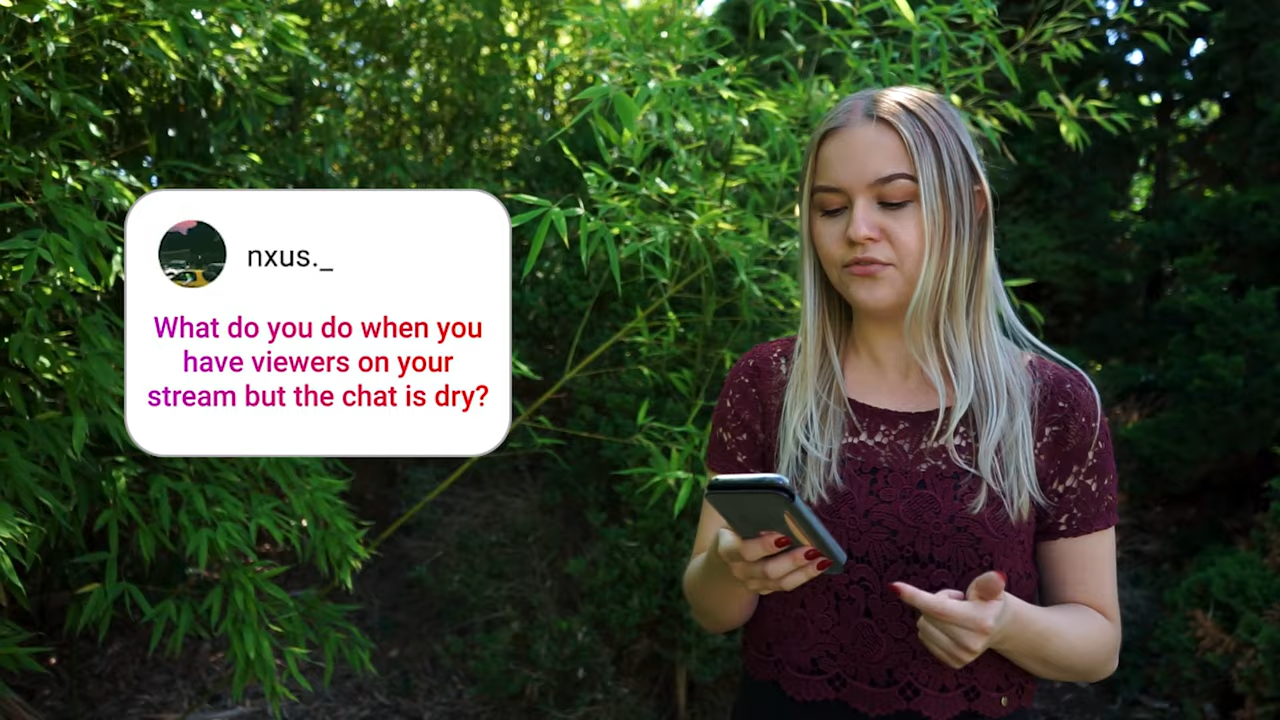 nxus._
What do you do when you
have viewers on your
stream but the chat is dry?